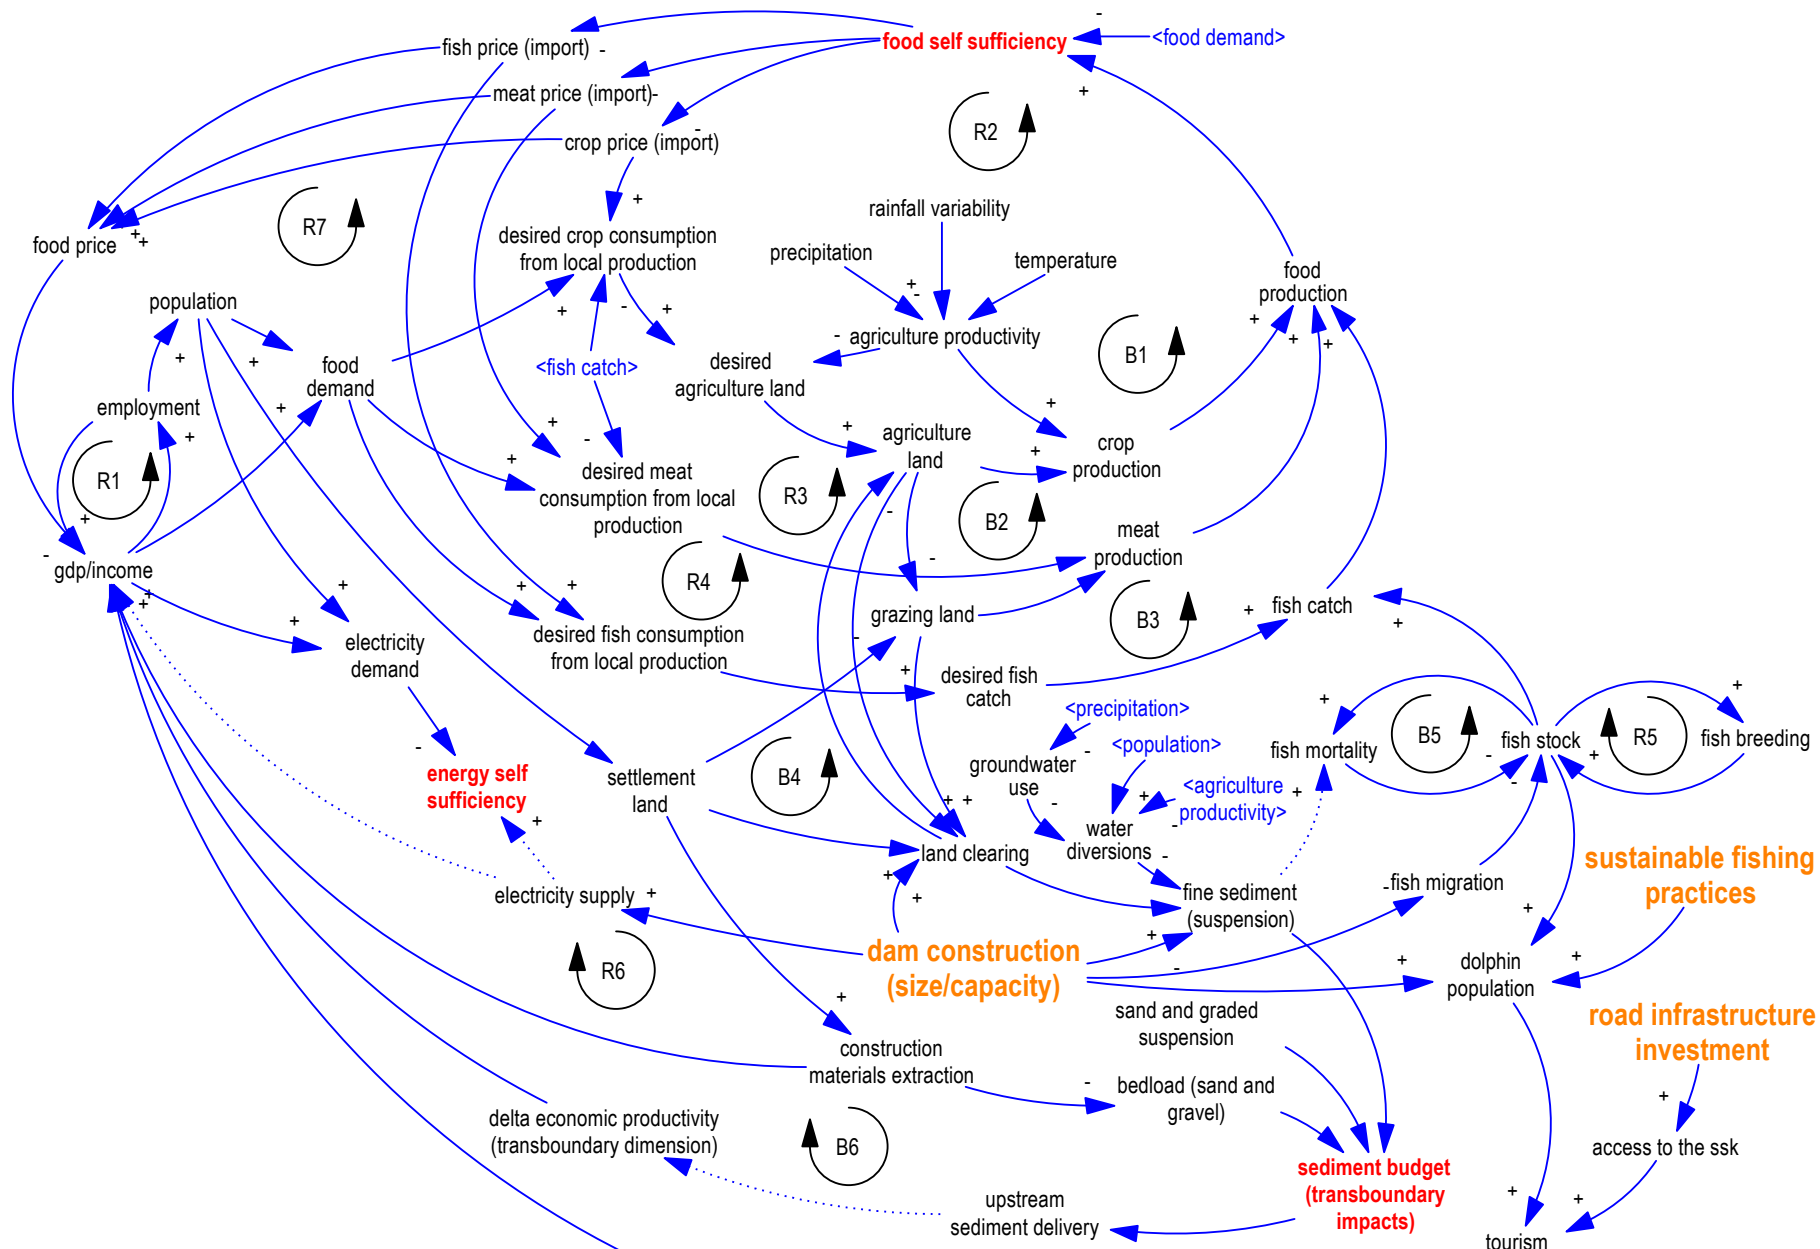 fish price (import)
food self sufficiency
<food demand>
meat price (import)
crop price (import)
R2
rainfall variability
R7
food price
desired crop consumption
from local production
precipitation
temperature
food
production
population
agriculture productivity
B1
<fish catch>
desired
agriculture land
food
demand
employment
R1
agriculture
land
crop
production
desired meat
consumption from local
production
R3
B2
meat
production
gdp/income
R4
grazing land
B3
fish catch
electricity
demand
desired fish consumption
from local production
desired fish
catch
<precipitation>
<population>
groundwater
use
fish mortality
B5
fish stock
R5
fish breeding
energy self
sufficiency
settlement
land
B4
<agriculture
productivity>
water
diversions
land clearing
sustainable fishing
practices
electricity supply
fine sediment
(suspension)
fish migration
dam construction
(size/capacity)
R6
dolphin
population
sand and graded
suspension
road infrastructure
investment
construction
materials extraction
bedload (sand and
gravel)
delta economic productivity
(transboundary dimension)
B6
access to the ssk
sediment budget
(transboundary
impacts)
upstream
sediment delivery
tourism